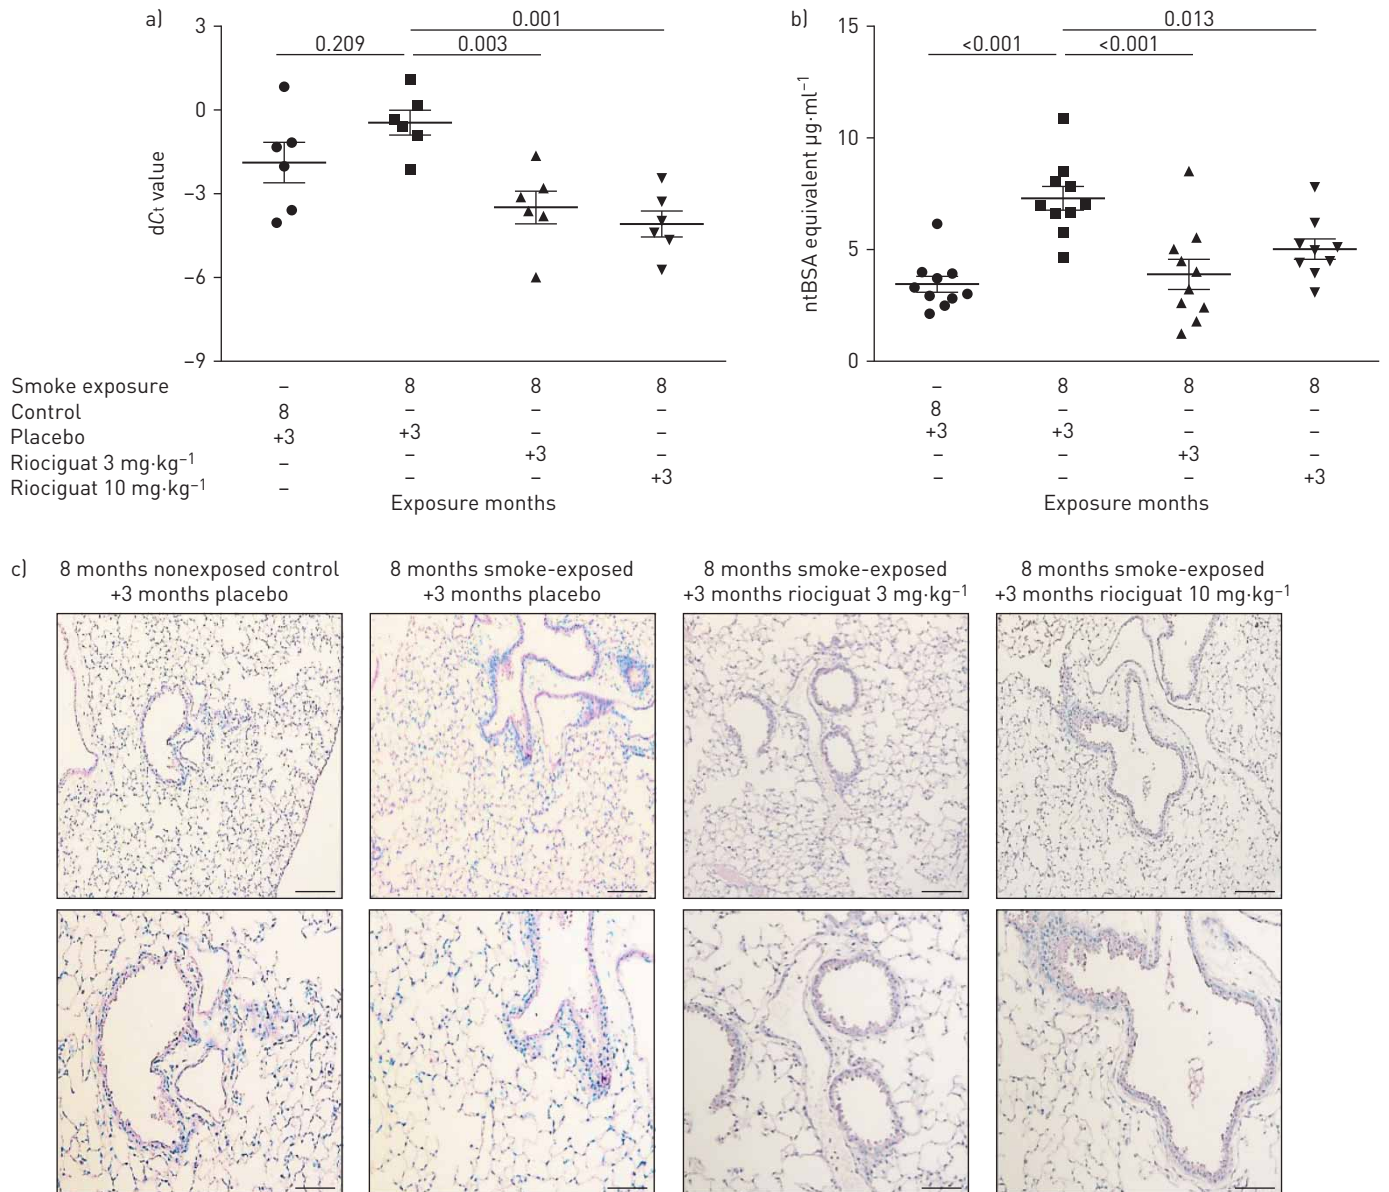 a)
0.001
0.209 0.003
3
0
−3
−6
−9
dCt value
Smoke exposure – 8 8 8
Control 8 – – –
Placebo +3 +3 – –
Riociguat 3 mg·kg−1 – – +3 –
Riociguat 10 mg·kg−1 – – – +3
Exposure months
b)
0.013
<0.001 <0.001
15
10
5
0
ntBSA equivalent µg·ml−1
– 8 8 8
8 – – –
+3 +3 – –
– – +3 –
– – – +3
Exposure months
c)
8 months nonexposed control
+3 months placebo
8 months smoke-exposed
+3 months placebo
8 months smoke-exposed
+3 months riociguat 3 mg·kg−1
8 months smoke-exposed
+3 months riociguat 10 mg·kg−1